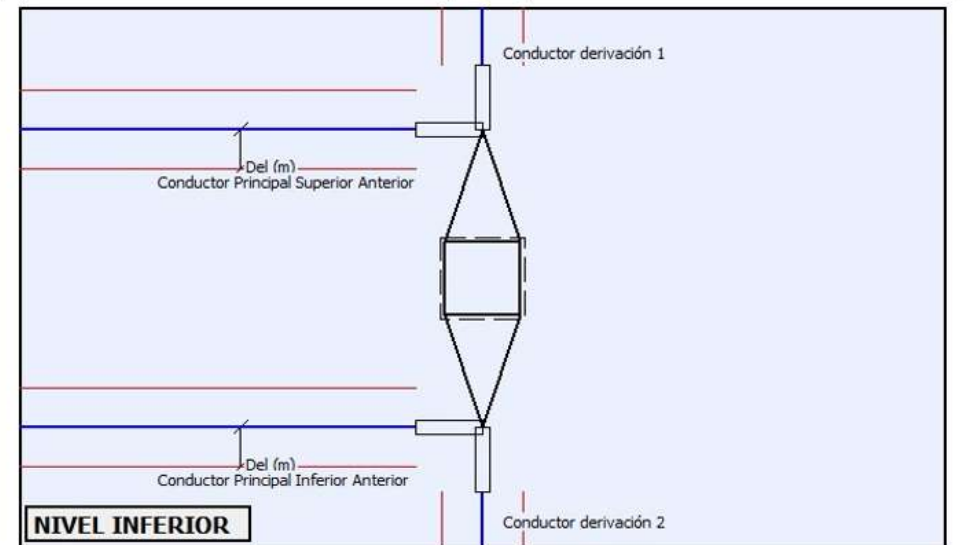 Conductor derivación 1
Del (m)
Conductor Principal Superior Anterior
Del (m)
Conductor Principal Inferior Anterior
NIVEL INFERIOR
Conductor derivación 2